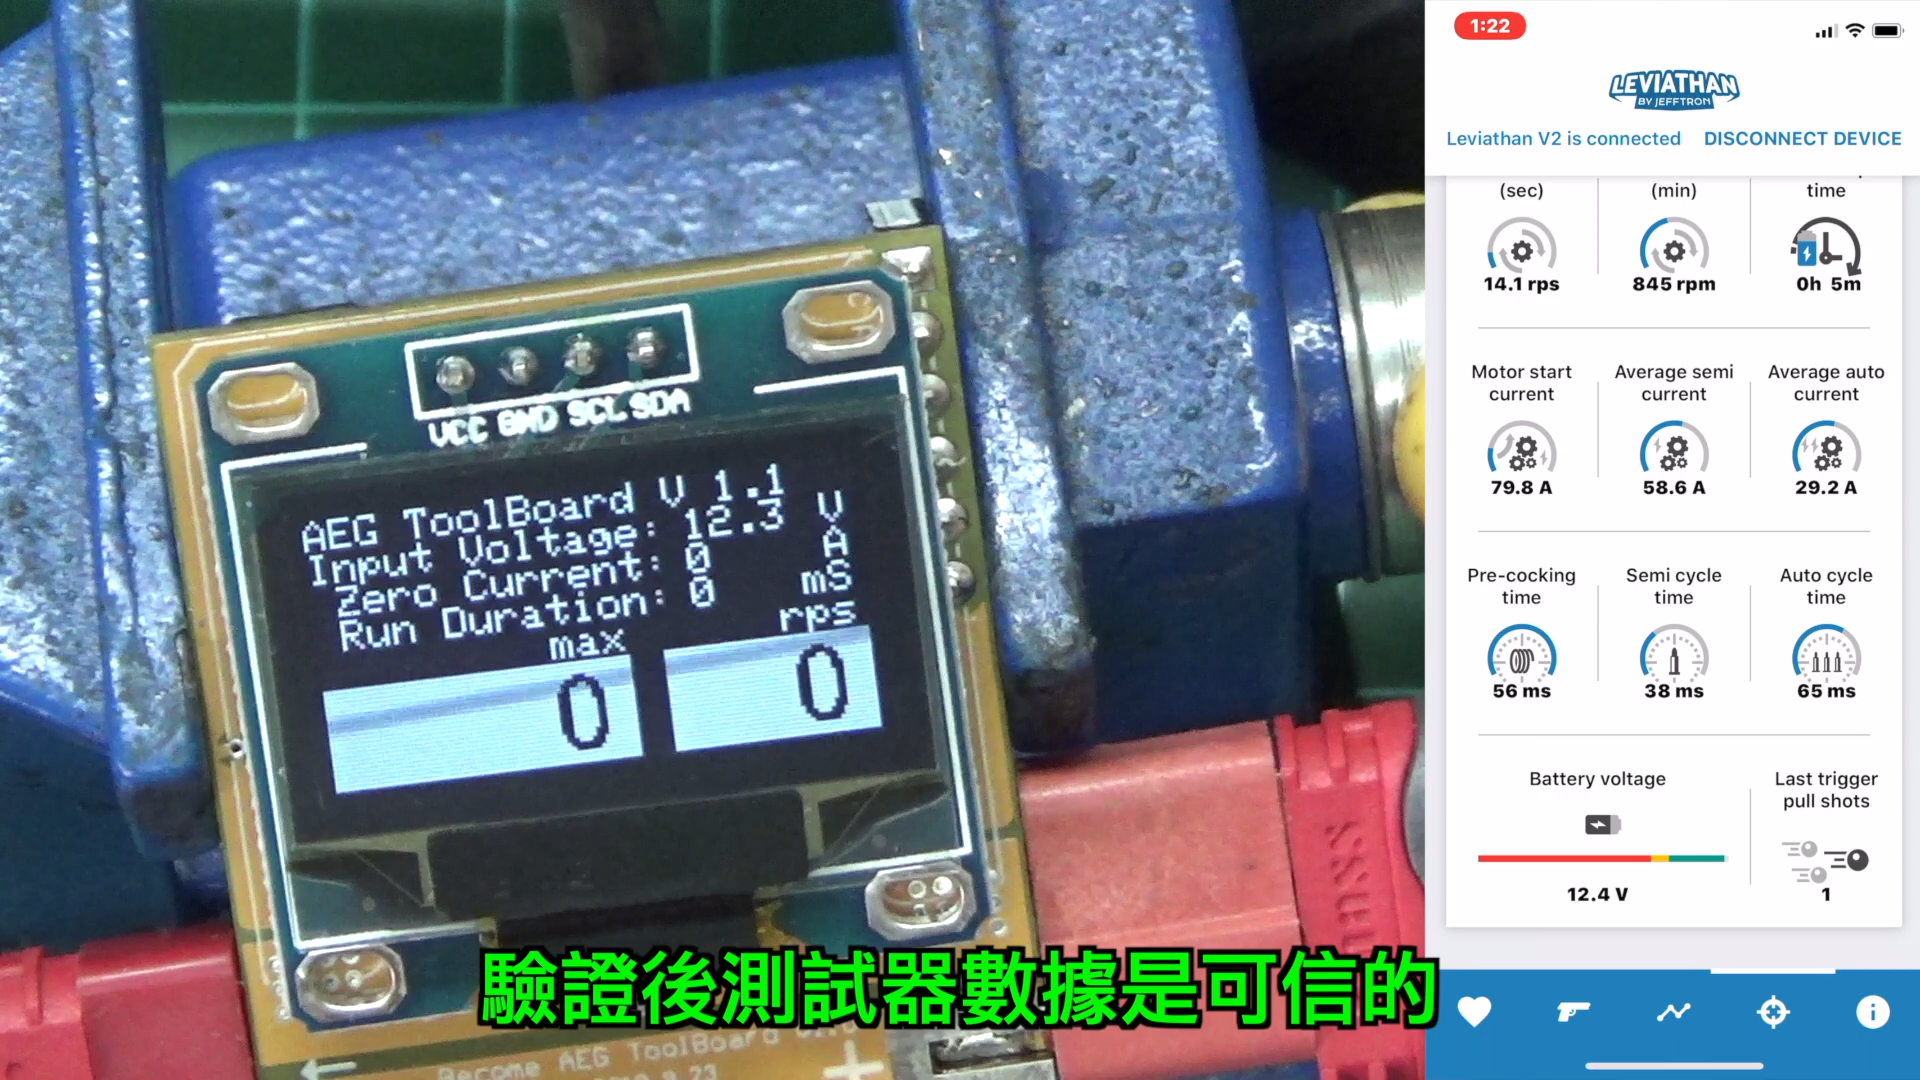 VCC GND SCL SDA
AEG ToolBoard V 1.1
Input Voltage: 12.3 V
Zero Current: 0 A
Run Duration: 0 mS
max rps
0 0
Become AEG ToolBoard
驗證後測試器數據是可信的
1:22
LEVIATHAN
BY JEFFTRON
Leviathan V2 is connected DISCONNECT DEVICE
(sec) (min) time
14.1 rps 845 rpm 0h 5m
Motor start current
Average semi current
Average auto current
79.8 A 58.6 A 29.2 A
Pre-cocking time
Semi cycle time
Auto cycle time
56 ms 38 ms 65 ms
Battery voltage
Last trigger pull shots
12.4 V 1